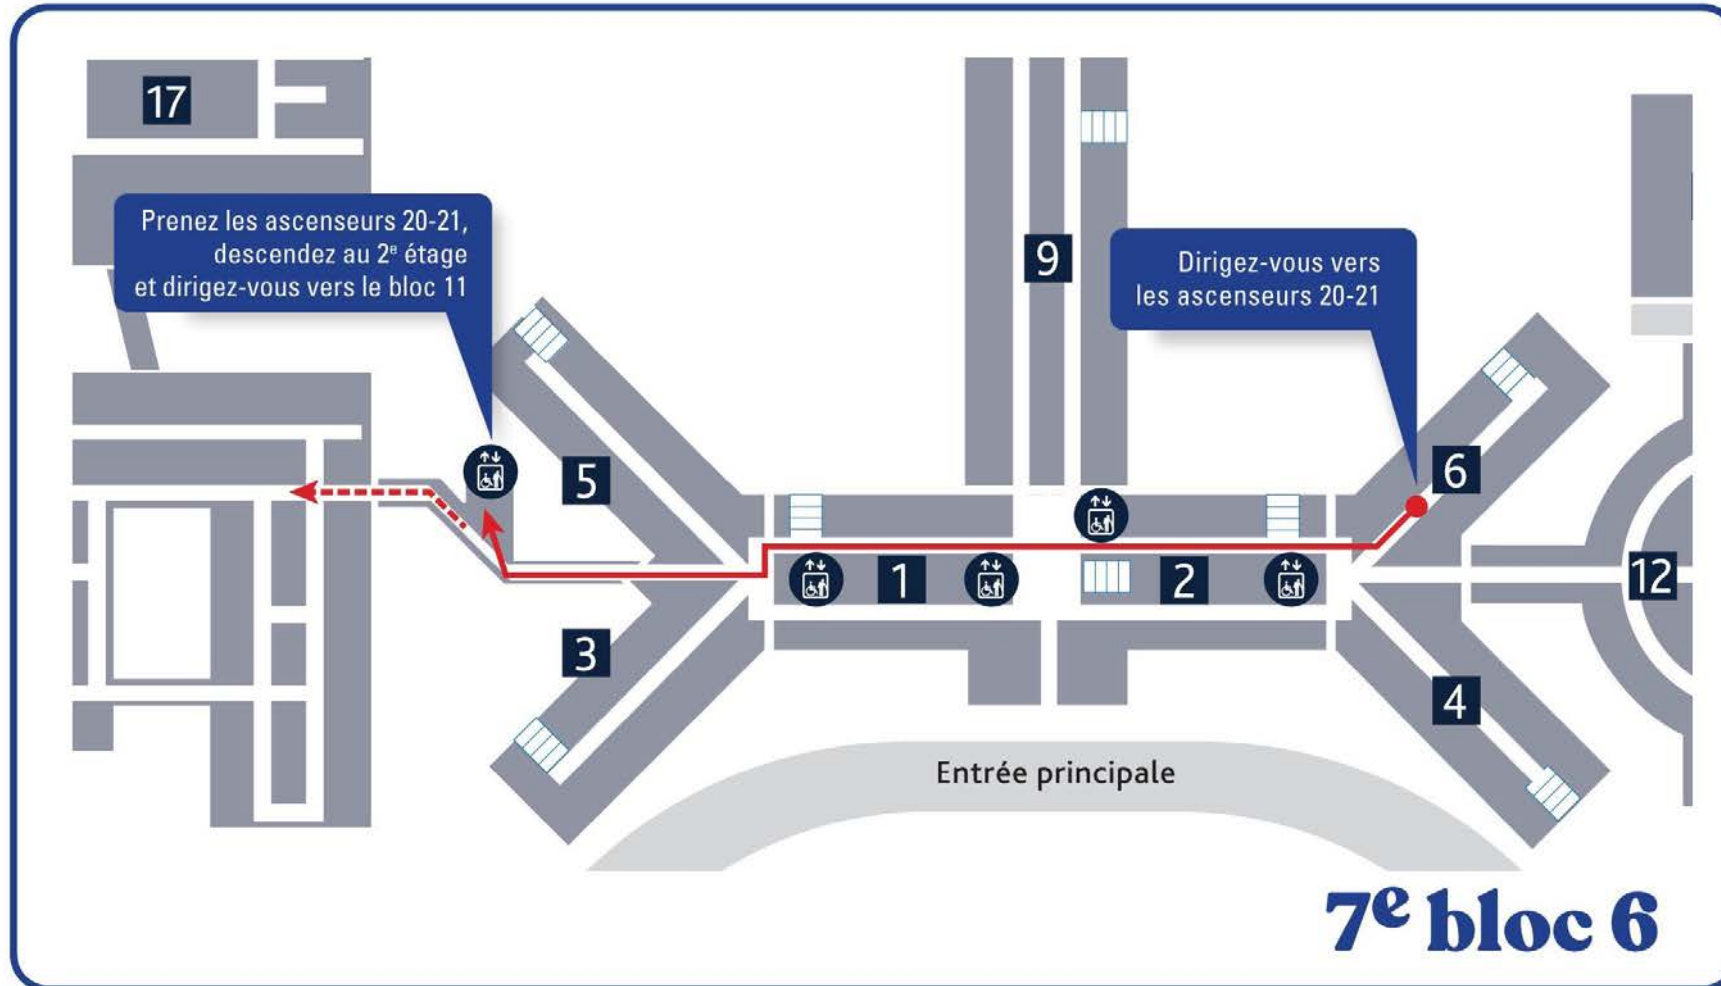 17
Prenez les ascenseurs 20-21,
descendez au 2e étage
et dirigez-vous vers le bloc 11
9
Dirigez-vous vers
les ascenseurs 20-21
5
6
1
2
12
3
4
Entrée principale
7e bloc 6